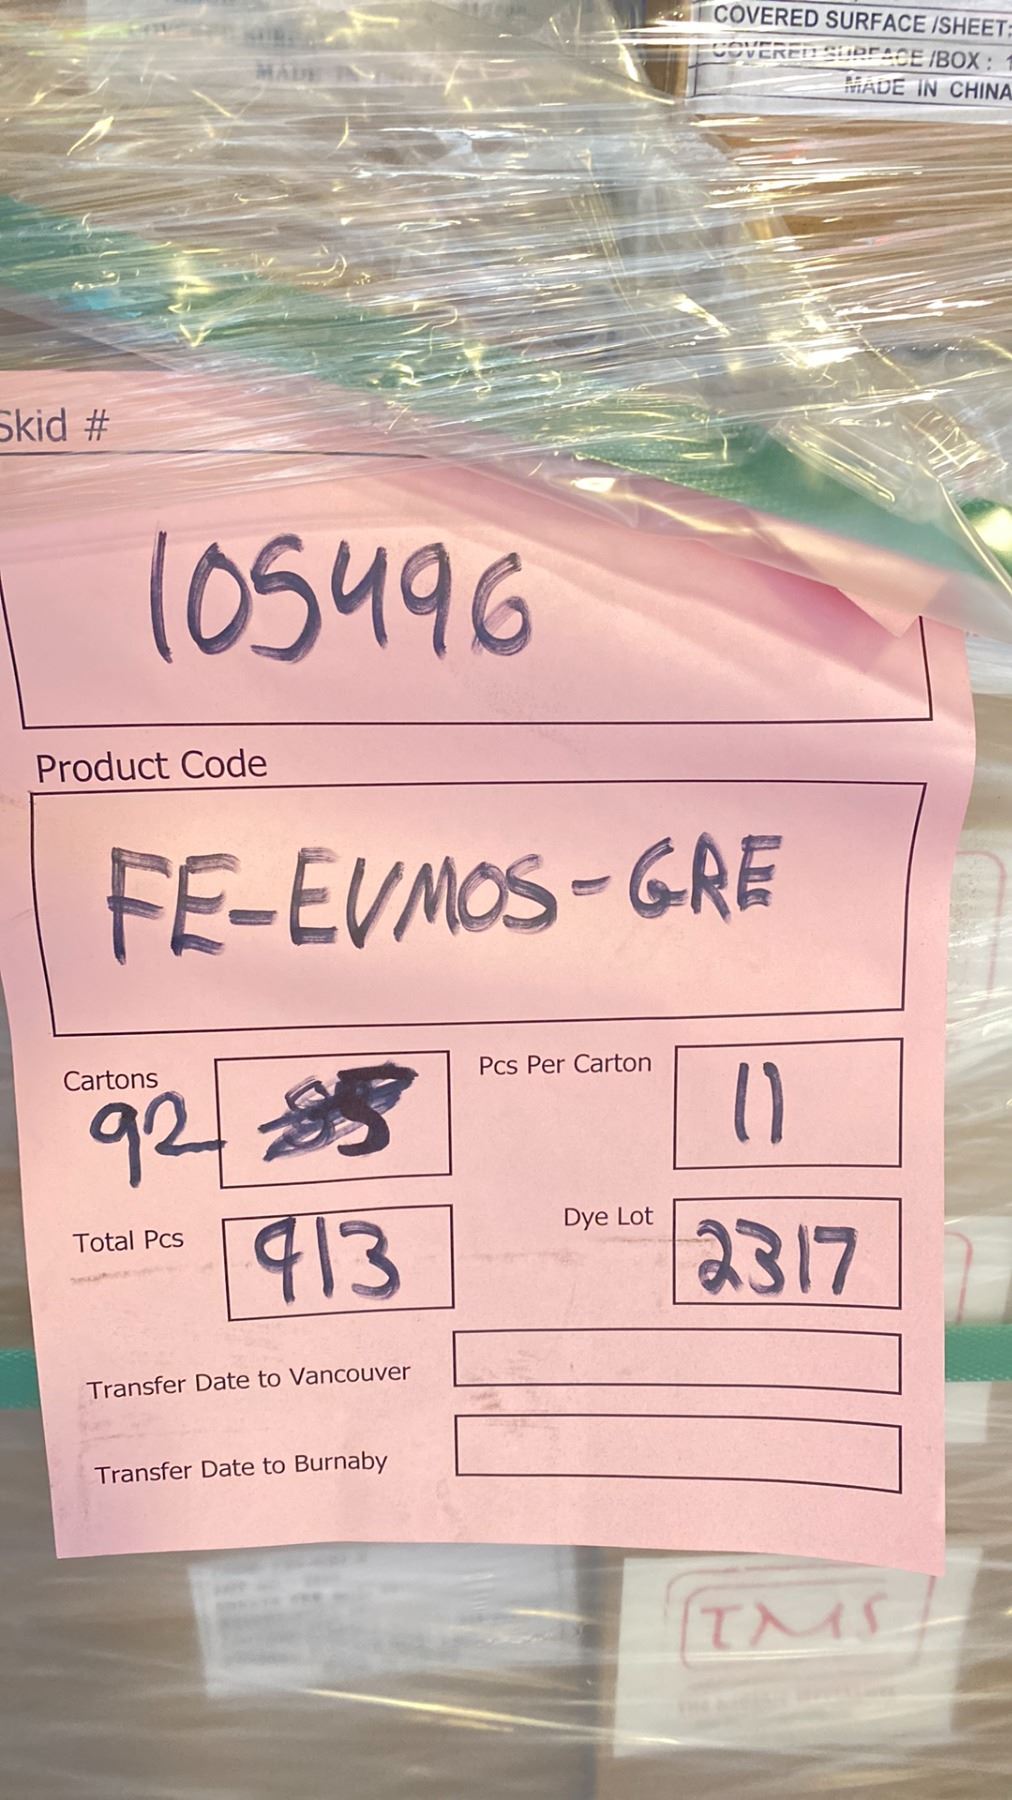 COVERED SURFACE /SHEET:
COVERED SURFACE /BOX : 1
MADE IN CHINA
Skid #
105496
Product Code
FE-EVMOS-GRE
Cartons
92
Pcs Per Carton
11
Total Pcs
913
Dye Lot
2317
Transfer Date to Vancouver
Transfer Date to Burnaby
TMS